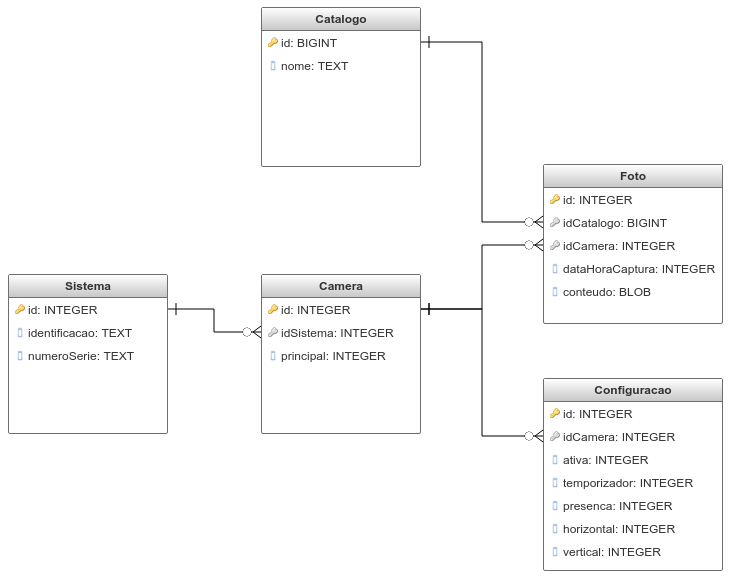 Catalogo
id: BIGINT
nome: TEXT
Foto
id: INTEGER
idCatalogo: BIGINT
idCamera: INTEGER
dataHoraCaptura: INTEGER
conteudo: BLOB
Sistema
id: INTEGER
identificacao: TEXT
numeroSerie: TEXT
Camera
id: INTEGER
idSistema: INTEGER
principal: INTEGER
Configuracao
id: INTEGER
idCamera: INTEGER
ativa: INTEGER
temporizador: INTEGER
presenca: INTEGER
horizontal: INTEGER
vertical: INTEGER